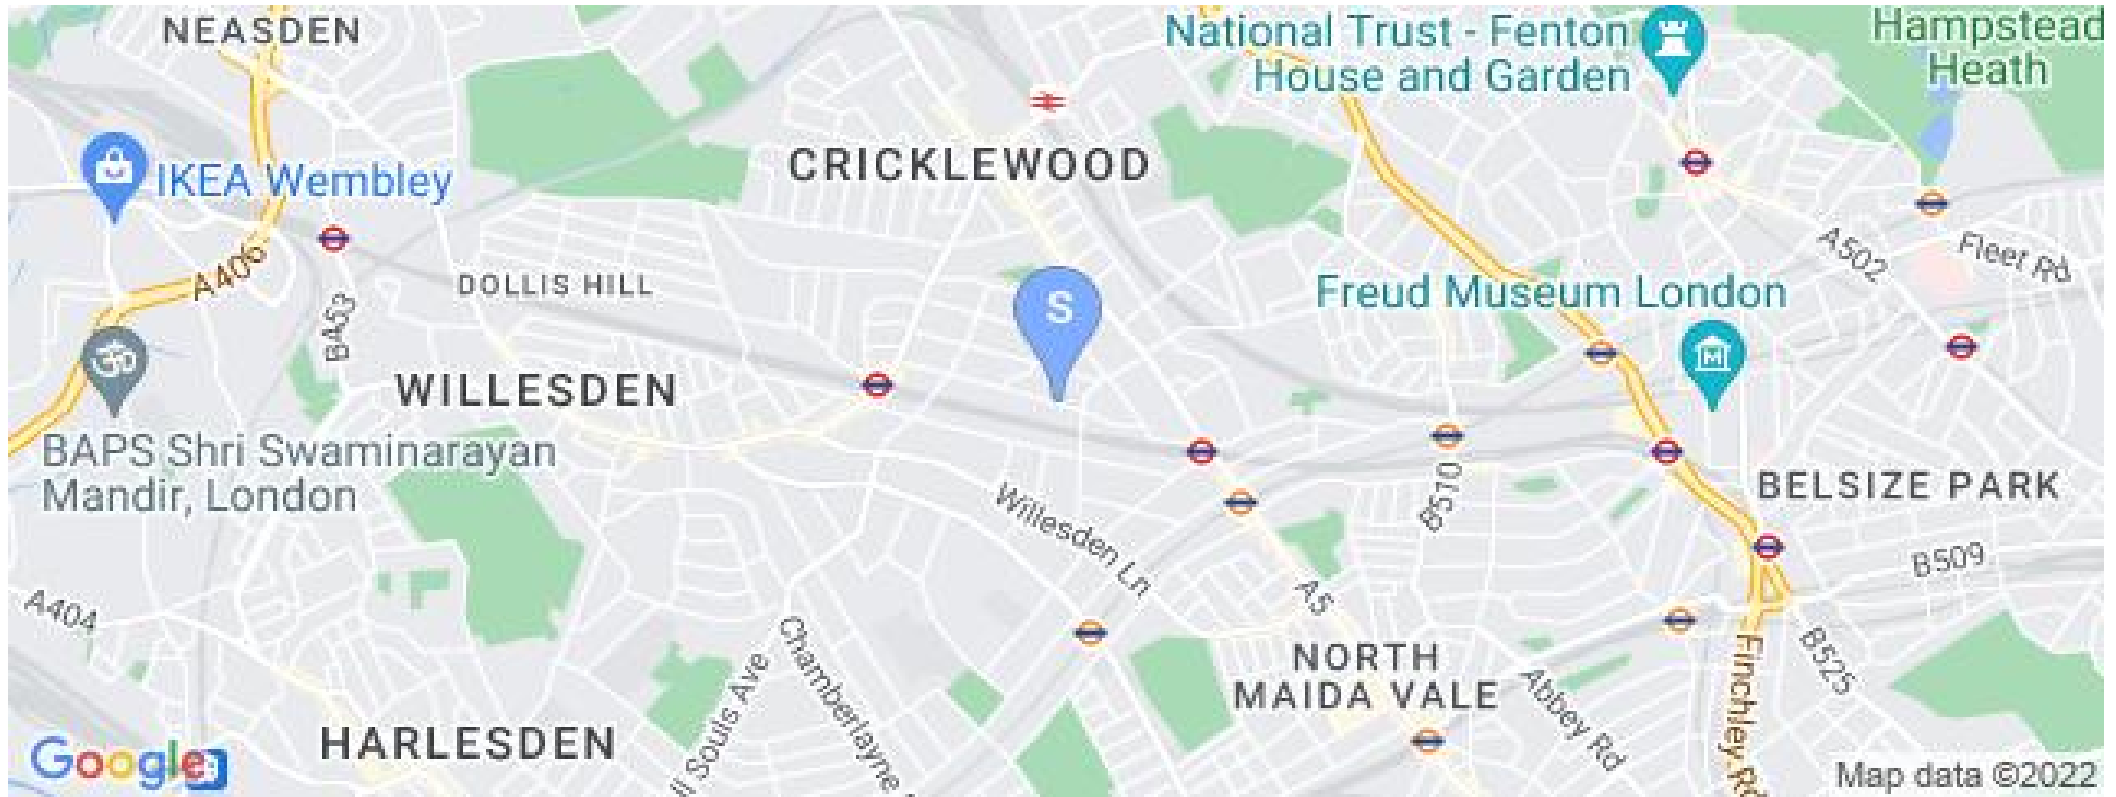 NEASDEN
National Trust - Fenton
House and Garden
Hampstead
Heath
IKEA Wembley
CRICKLEWOOD
A406
A502
Fleet Rd
DOLLIS HILL
S
Freud Museum London
M
WILLESDEN
ॐ
BAPS Shri Swaminarayan
Mandir, London
BELSIZE PARK
B510
Willesden Ln
A5
B509
A404
NORTH
MAIDA VALE
Abbey Rd
B525
Finchley Rd
Souls Ave
Chamberlayne
HARLESDEN
Google
Map data ©2022